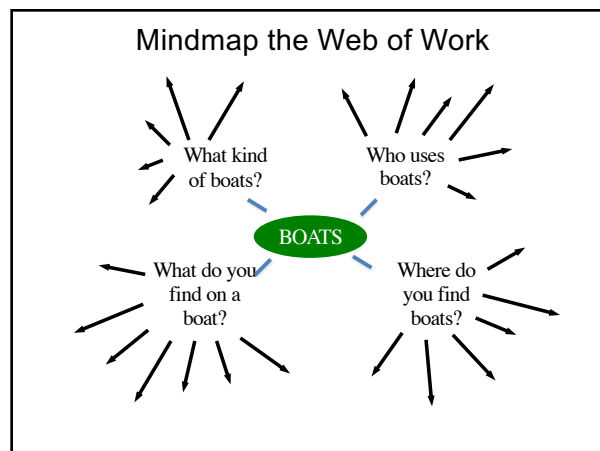 Mindmap the Web of Work
What kind
of boats?
Who uses
boats?
BOATS
What do you
find on a
boat?
Where do
you find
boats?